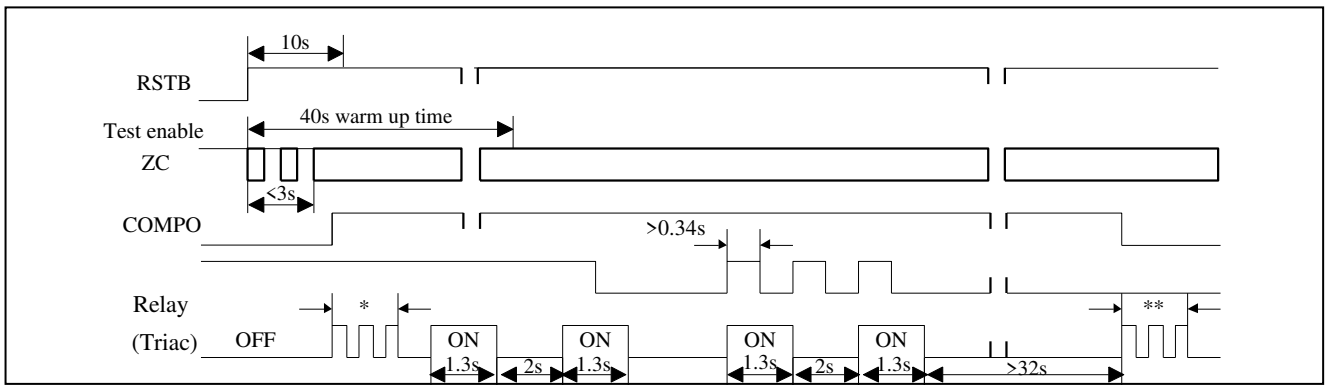 10s
RSTB
40s warm up time
Test enable
ZC
<3s
COMPO
>0.34s
Relay
*
**
(Triac)
OFF
ON
ON
ON
ON
1.3s
2s
1.3s
1.3s
2s
1.3s
>32s